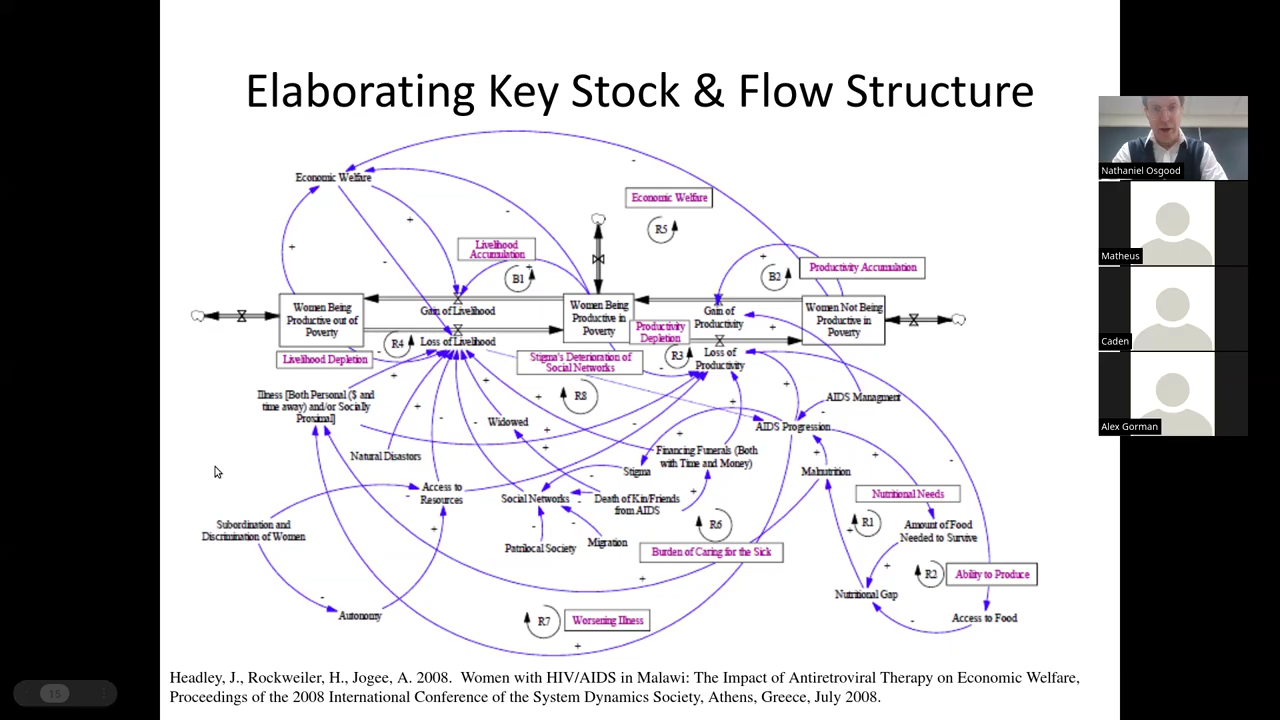 Elaborating Key Stock & Flow Structure
Economic Welfare
Economic Welfare
R5
Livelihood
Accumulation
B1
B2
Productivity Accumulation
Women Being
Productive out of
Poverty
Gain of Livelihood
Loss of Livelihood
Women Being
Productive in
Poverty
Gain of
Productivity
Women Not Being
Productive in
Poverty
Productivity
Depletion
R4
R3
Loss of
Productivity
Livelihood Depletion
Stigma's Deterioration of
Social Networks
R8
Illness [Both Personal ($ and
time away) and/or Socially
Proximal]
AIDS Managment
Widowed
AIDS Progression
Natural Disasters
Financing Funerals (Both
with Time and Money)
Stigma
Malnutrition
Access to
Resources
Social Networks
Death of Kin/Friends
from AIDS
Nutritional Needs
Subordination and
Discrimination of Women
R6
R1
Amount of Food
Needed to Survive
Patrilocal Society
Migration
Burden of Caring for the Sick
R2
Ability to Produce
Nutritional Gap
Autonomy
R7
Worsening Illness
Access to Food
Headley, J., Rockweiler, H., Jogee, A. 2008. Women with HIV/AIDS in Malawi: The Impact of Antiretroviral Therapy on Economic Welfare,
Proceedings of the 2008 International Conference of the System Dynamics Society, Athens, Greece, July 2008.
15
Nathaniel Osgood
Matheus
Caden
Alex Gorman